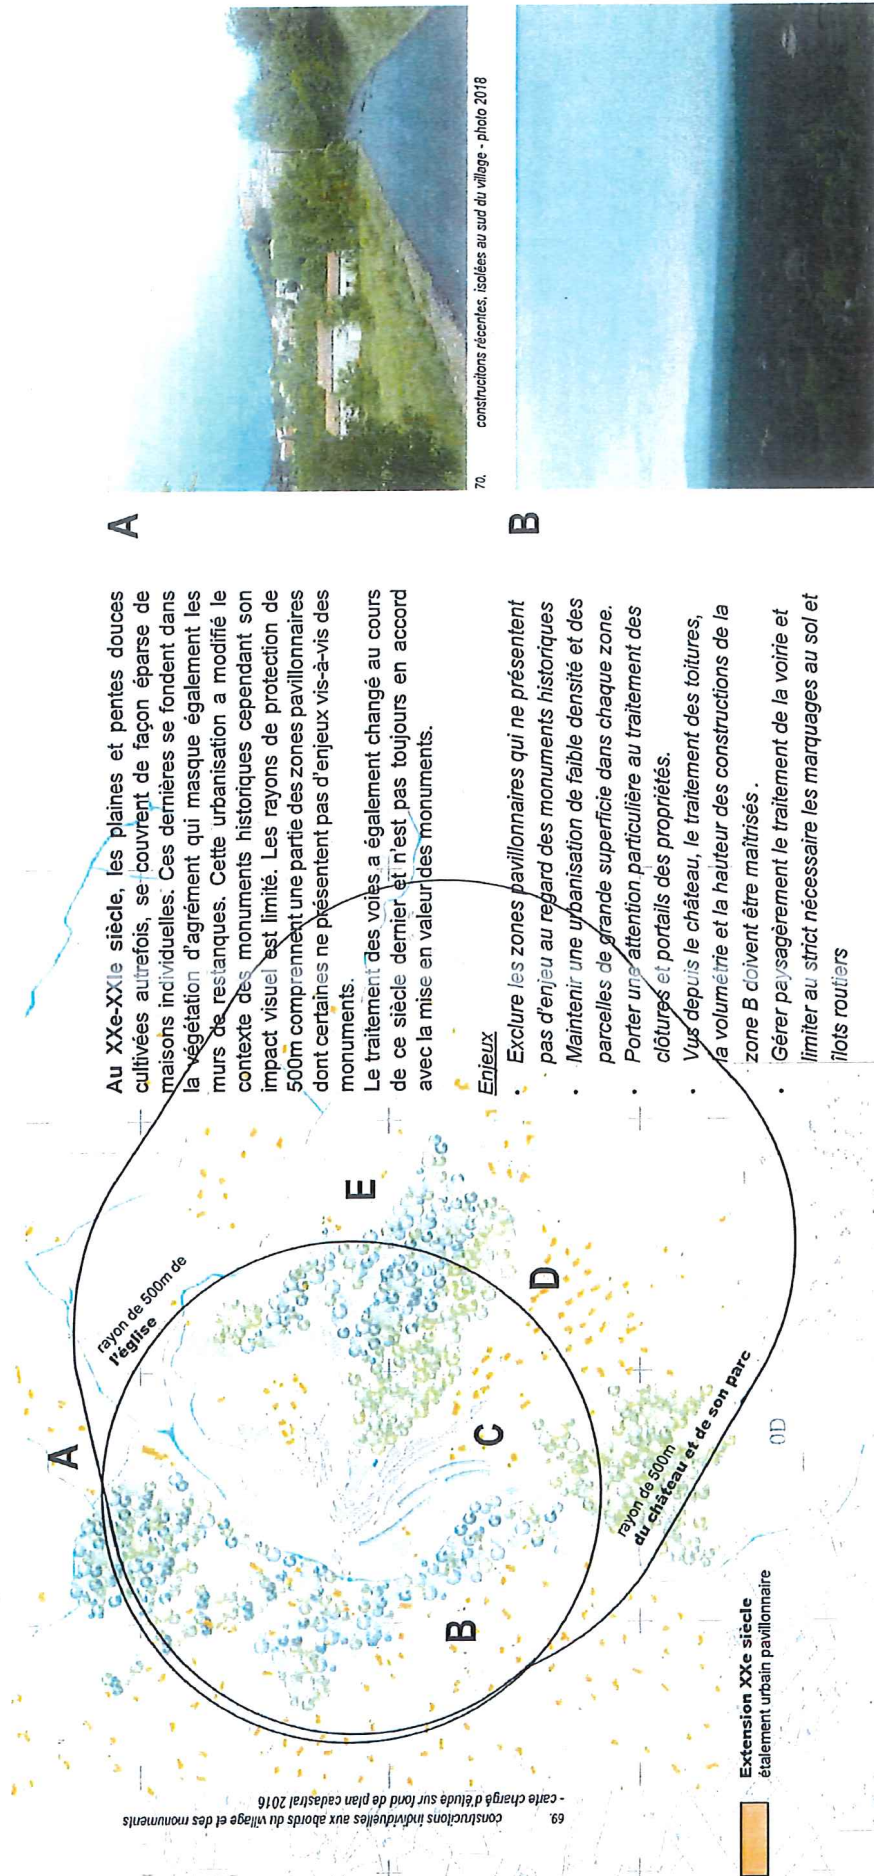 69. construcitons individuelles aux abords du village et des monuments
- carte chargé d'étude sur fond de plan cadastral 2016
A
rayon de 500m de
l'église
B
C
D
E
rayon de 500m
du château et de son parc
0D
Extension XXe siècle
étalement urbain pavillonnaire
Au XXe-XXIe siècle, les plaines et pentes douces
cultivées autrefois, se couvrent de façon éparse de
maisons individuelles. Ces dernières se fondent dans
la végétation d'agrément qui masque également les
murs de restanques. Cette urbanisation a modifié le
contexte des monuments historiques cependant son
impact visuel est limité. Les rayons de protection de
500m comprennent une partie des zones pavillonnaires
dont certaines ne présentent pas d'enjeux vis-à-vis des
monuments.
Le traitement des voies a également changé au cours
de ce siècle dernier et n'est pas toujours en accord
avec la mise en valeur des monuments.
Enjeux
• Exclure les zones pavillonnaires qui ne présentent
pas d'enjeu au regard des monuments historiques
• Maintenir une urbanisation de faible densité et des
parcelles de grande superficie dans chaque zone.
• Porter une attention particulière au traitement des
clôtures et portails des propriétés.
• Vus depuis le château, le traitement des toitures,
la volumétrie et la hauteur des constructions de la
zone B doivent être maîtrisés .
• Gérer paysagèrement le traitement de la voirie et
limiter au strict nécessaire les marquages au sol et
îlots routiers
A
70. construcitons récentes, isolées au sud du village - photo 2018
B